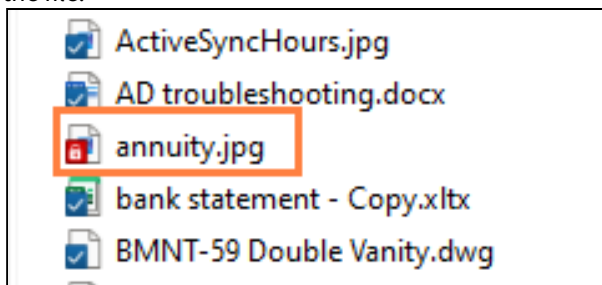 ActiveSyncHours.jpg
AD troubleshooting.docx
annuity.jpg
bank statement - Copy.xltx
BMNT-59 Double Vanity.dwg